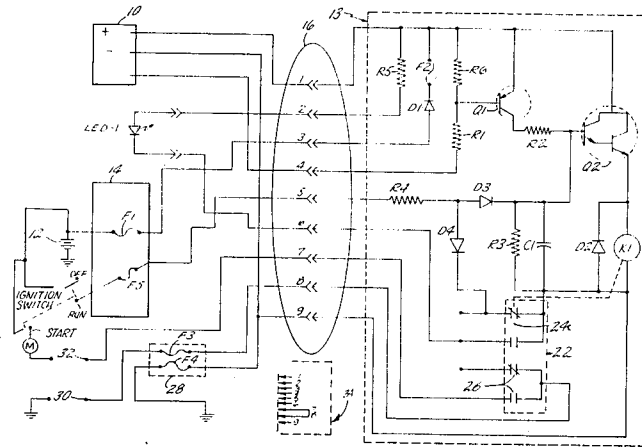 10
+
-
16
13
1
2
3
4
5
6
7
8
9
R5
F2
D1
R6
R1
Q1
R2
Q2
LED-1
14
F1
F5
12
OFF
IGNITION
SWITCH
RUN
START
M
32
30
F3
F4
28
R4
D3
D4
R3
C1
D2
K1
24
22
26
31